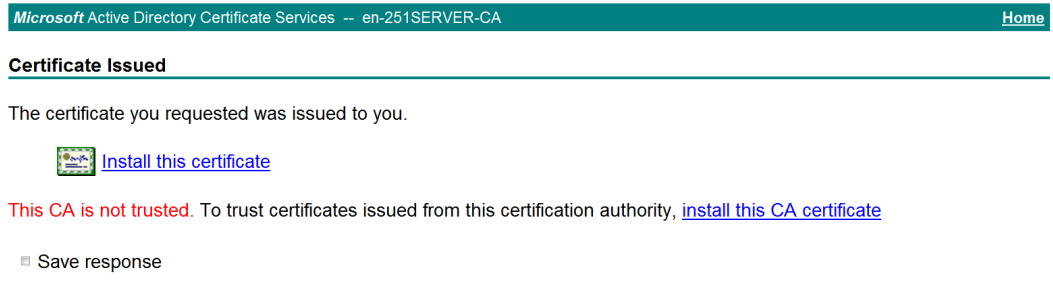 Microsoft Active Directory Certificate Services -- en-251SERVER-CA Home
Certificate Issued
The certificate you requested was issued to you.
Install this certificate
This CA is not trusted. To trust certificates issued from this certification authority, install this CA certificate
Save response